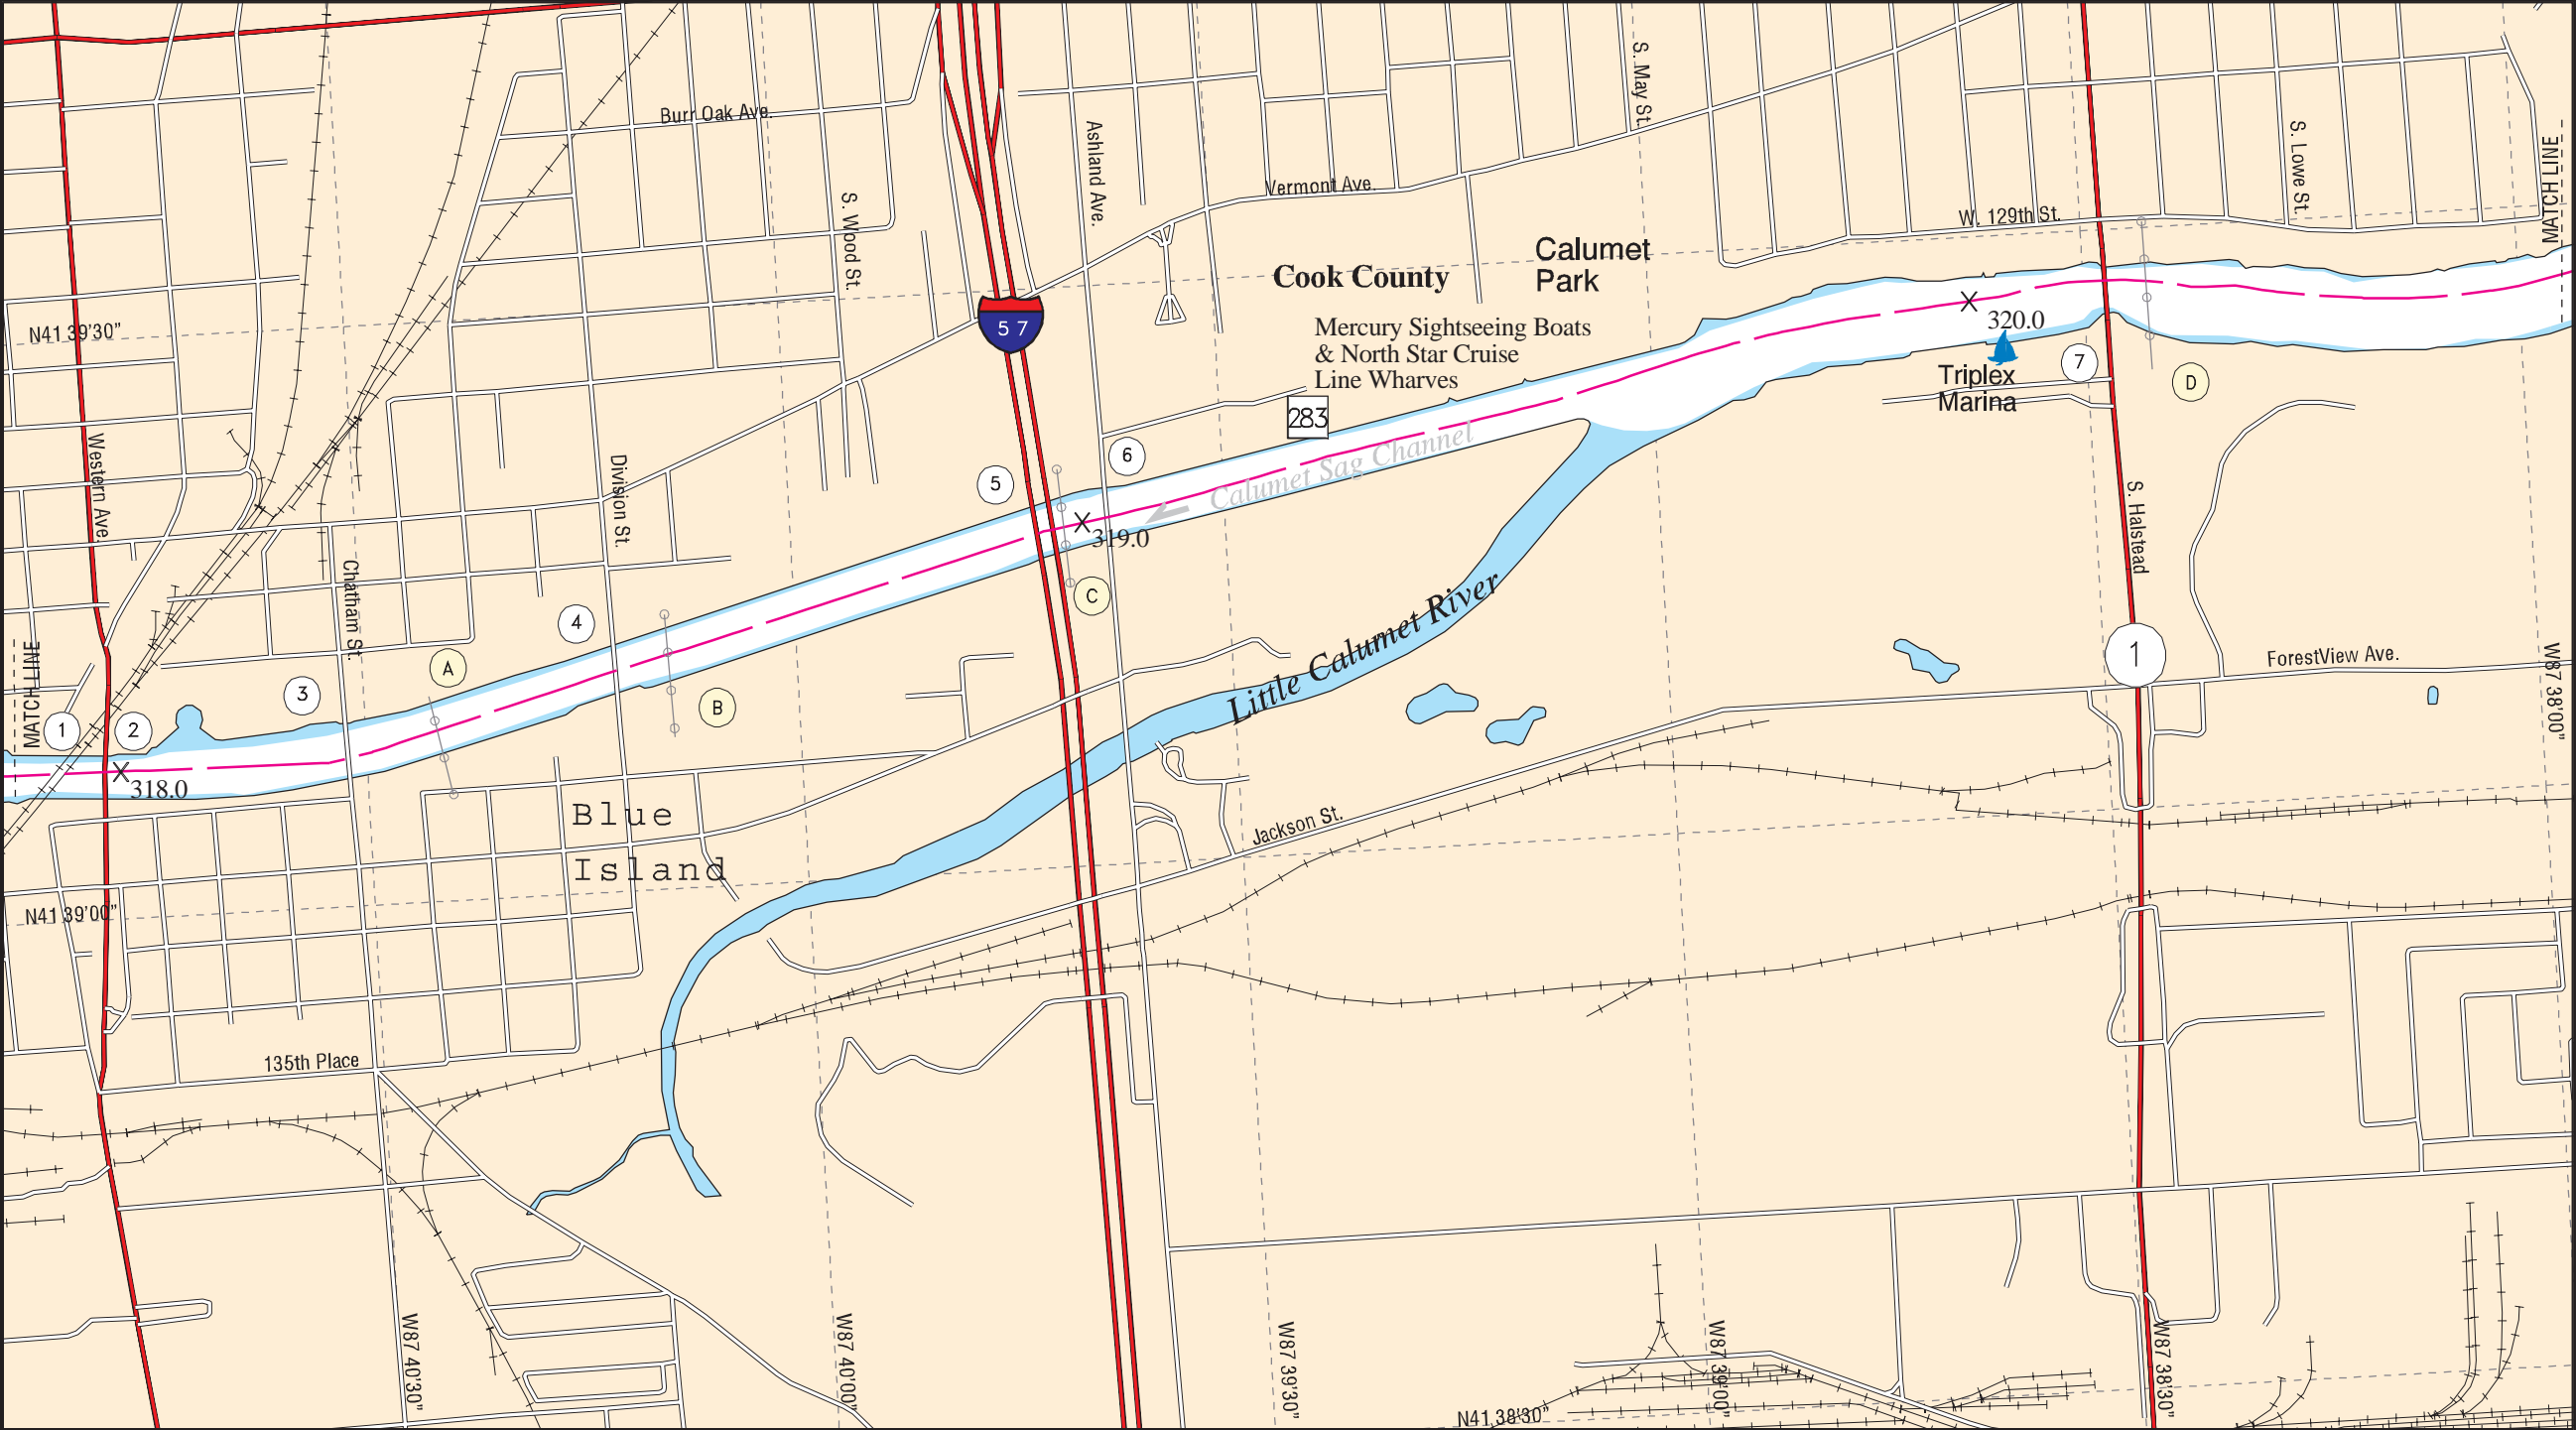 Burr Oak Ave.
S. Wood St.
Ashland Ave.
S. May St.
Vermont Ave.
W. 129th St.
S. Lowe St.
MATCH LINE
Cook County
Calumet
Park
Mercury Sightseeing Boats
& North Star Cruise
Line Wharves
N41 39'30"
57
283
320.0
Triplex
Marina
7
D
Western Ave.
Division St.
5
6
Calumet Sag Channel
319.0
C
S. Halstead
Chatham St.
4
A
B
3
MATCH LINE
1
2
318.0
Little Calumet River
1
ForestView Ave.
W87 38'00"
Blue
Island
Jackson St.
N41 39'00"
135th Place
W87 40'30"
W87 40'00"
W87 39'30"
W87 39'00"
W87 38'30"
N41 38'30"